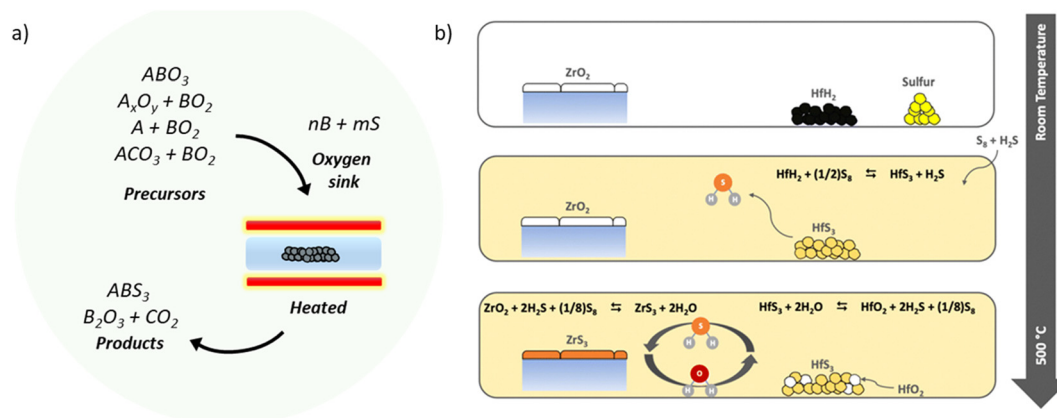 a)
ABO3
AxOy + BO2
A + BO2
ACO3 + BO2
Precursors
nB + mS
Oxygen
sink
Heated
ABS3
B2O3 + CO2
Products
b)
ZrO2
HfH2
Sulfur
S8 + H2S
HfH2 + (1/2)S8 ⇆ HfS3 + H2S
S
H H
ZrO2
HfS3
ZrO2 + 2H2S + (1/8)S8 ⇆ ZrS3 + 2H2O
HfS3 + 2H2O ⇆ HfO2 + 2H2S + (1/8)S8
S
H H
ZrS3
O
H H
HfS3
HfO2
Room Temperature
500 °C